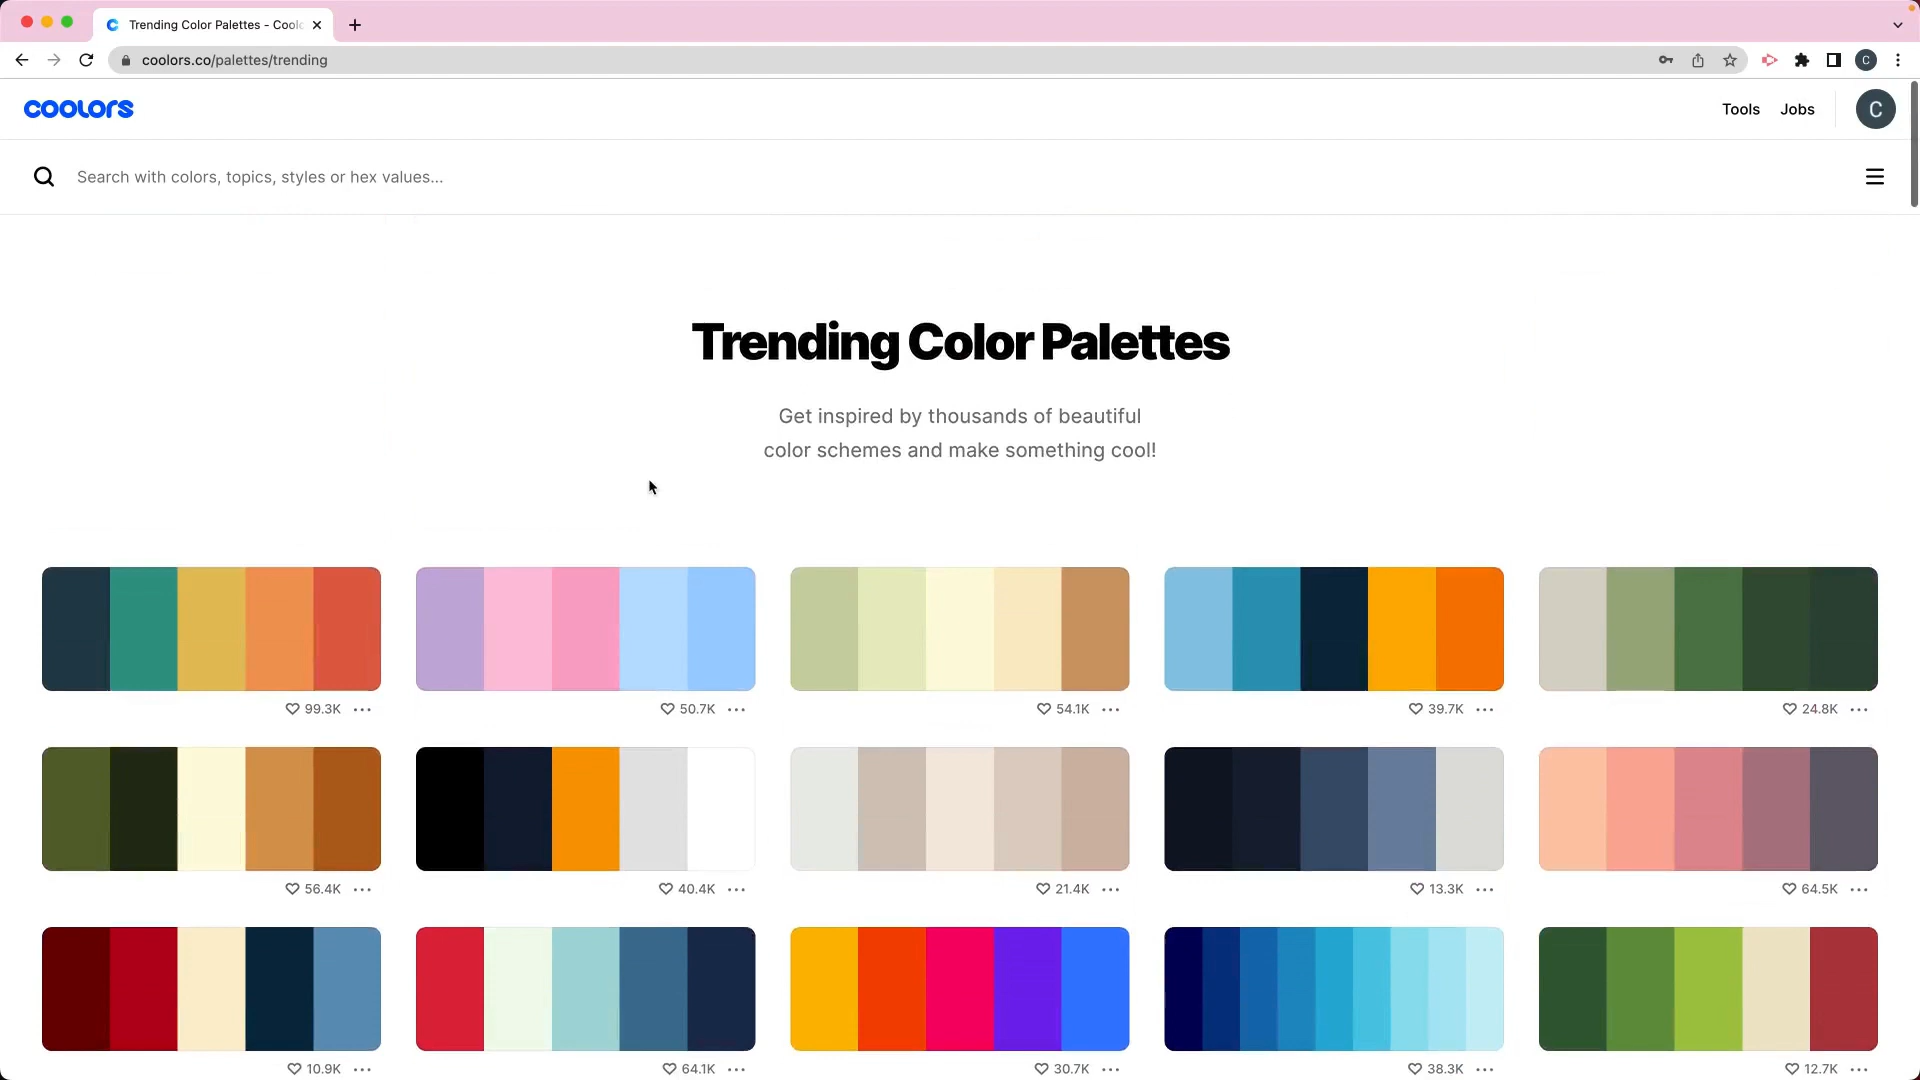 Trending Color Palettes - Coolo
coolors.co/palettes/trending
C
coolors
Tools
Jobs
C
Search with colors, topics, styles or hex values...
Trending Color Palettes
Get inspired by thousands of beautiful
color schemes and make something cool!
99.3K
50.7K
54.1K
39.7K
24.8K
56.4K
40.4K
21.4K
13.3K
64.5K
10.9K
64.1K
30.7K
38.3K
12.7K